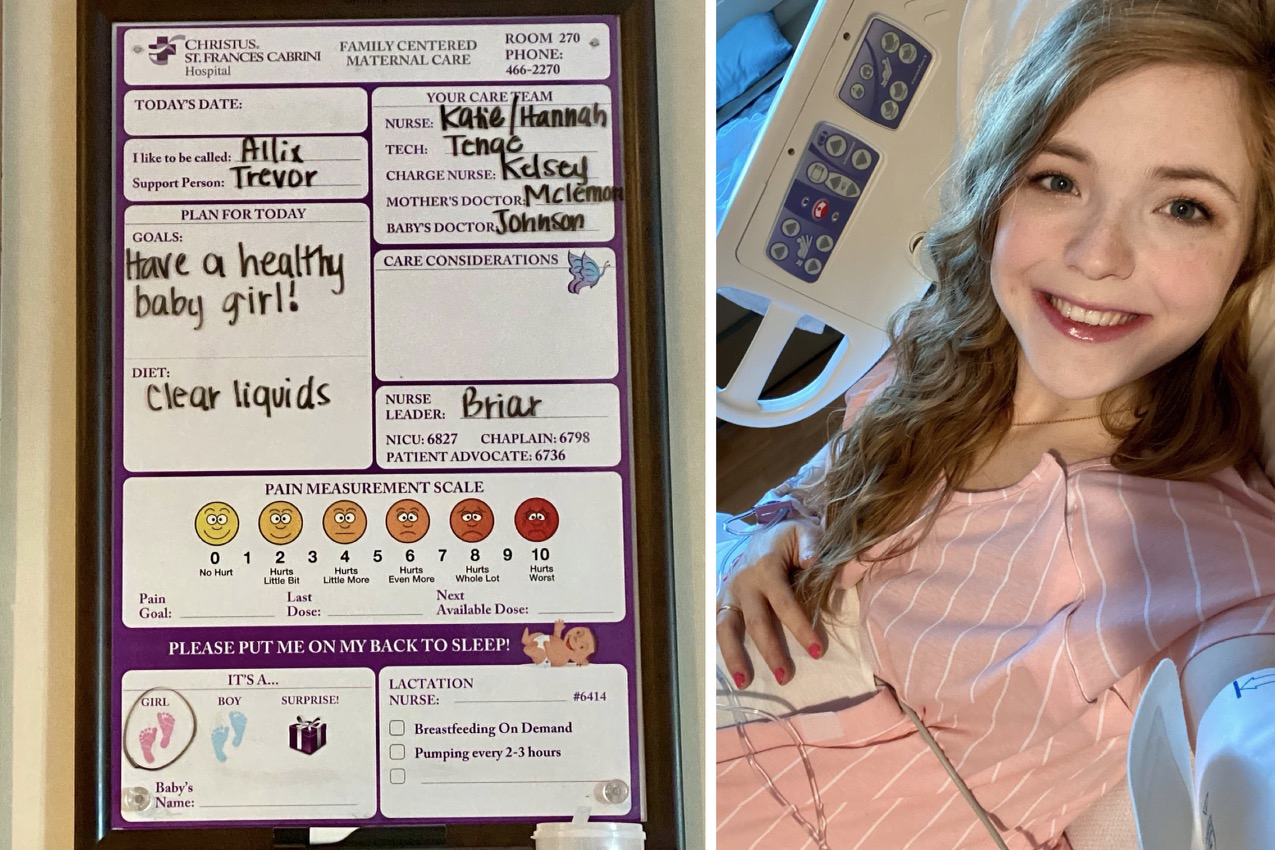 CHRISTUS.
ST. FRANCES CABRINI
Hospital
FAMILY CENTERED
MATERNAL CARE
ROOM 270
PHONE:
466-2270
TODAY'S DATE:
I like to be called: Allix
Support Person: Trevor
YOUR CARE TEAM
NURSE: Katie/Hannah
TECH: Tenae
CHARGE NURSE: Kelsey
MOTHER'S DOCTOR: Mclemon
BABY'S DOCTOR: Johnson
PLAN FOR TODAY
GOALS:
Have a healthy
baby girl!
DIET:
Clear liquids
CARE CONSIDERATIONS
NURSE
LEADER: Briar
NICU: 6827 CHAPLAIN: 6798
PATIENT ADVOCATE: 6736
PAIN MEASUREMENT SCALE
0 1 2 3 4 5 6 7 8 9 10
No Hurt
Hurts
Little Bit
Hurts
Little More
Hurts
Even More
Hurts
Whole Lot
Hurts
Worst
Pain
Goal:
Last
Dose:
Next
Available Dose:
PLEASE PUT ME ON MY BACK TO SLEEP!
IT'S A...
GIRL BOY SURPRISE!
Baby's
Name:
LACTATION
NURSE: #6414
Breastfeeding On Demand
Pumping every 2-3 hours